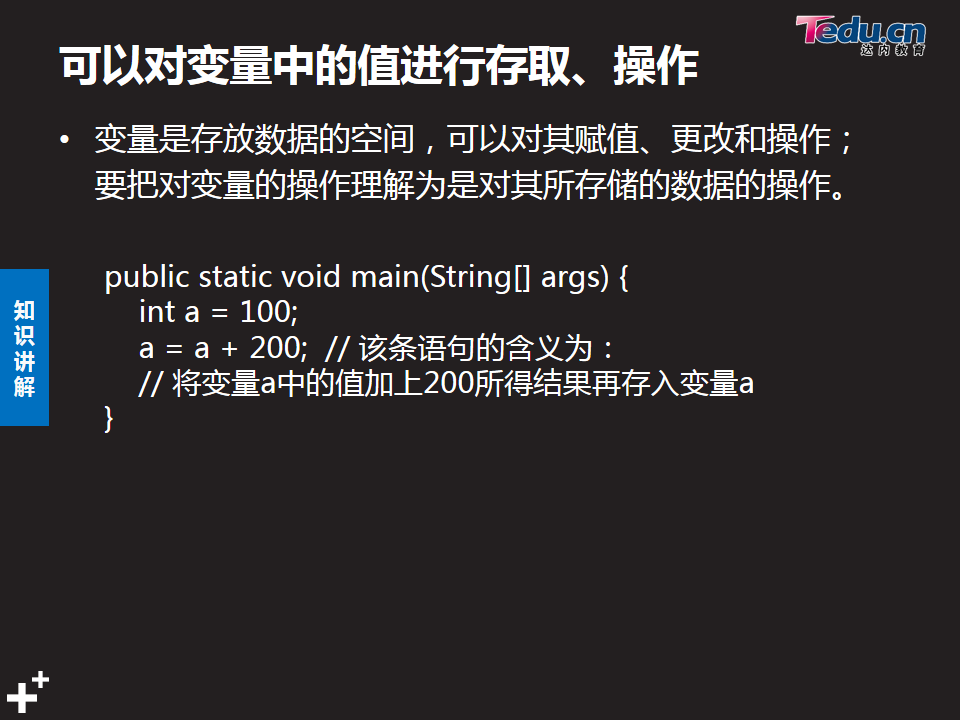 Tedu.cn
达内教育
可以对变量中的值进行存取、操作
• 变量是存放数据的空间，可以对其赋值、更改和操作；
要把对变量的操作理解为是对其所存储的数据的操作。
public static void main(String[] args) {
int a = 100;
a = a + 200; // 该条语句的含义为：
// 将变量a中的值加上200所得结果再存入变量a
}
知识讲解